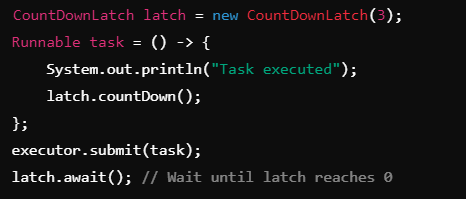 CountDownLatch latch = new CountDownLatch(3);
Runnable task = () -> {
    System.out.println("Task executed");
    latch.countDown();
};
executor.submit(task);
latch.await(); // Wait until latch reaches 0